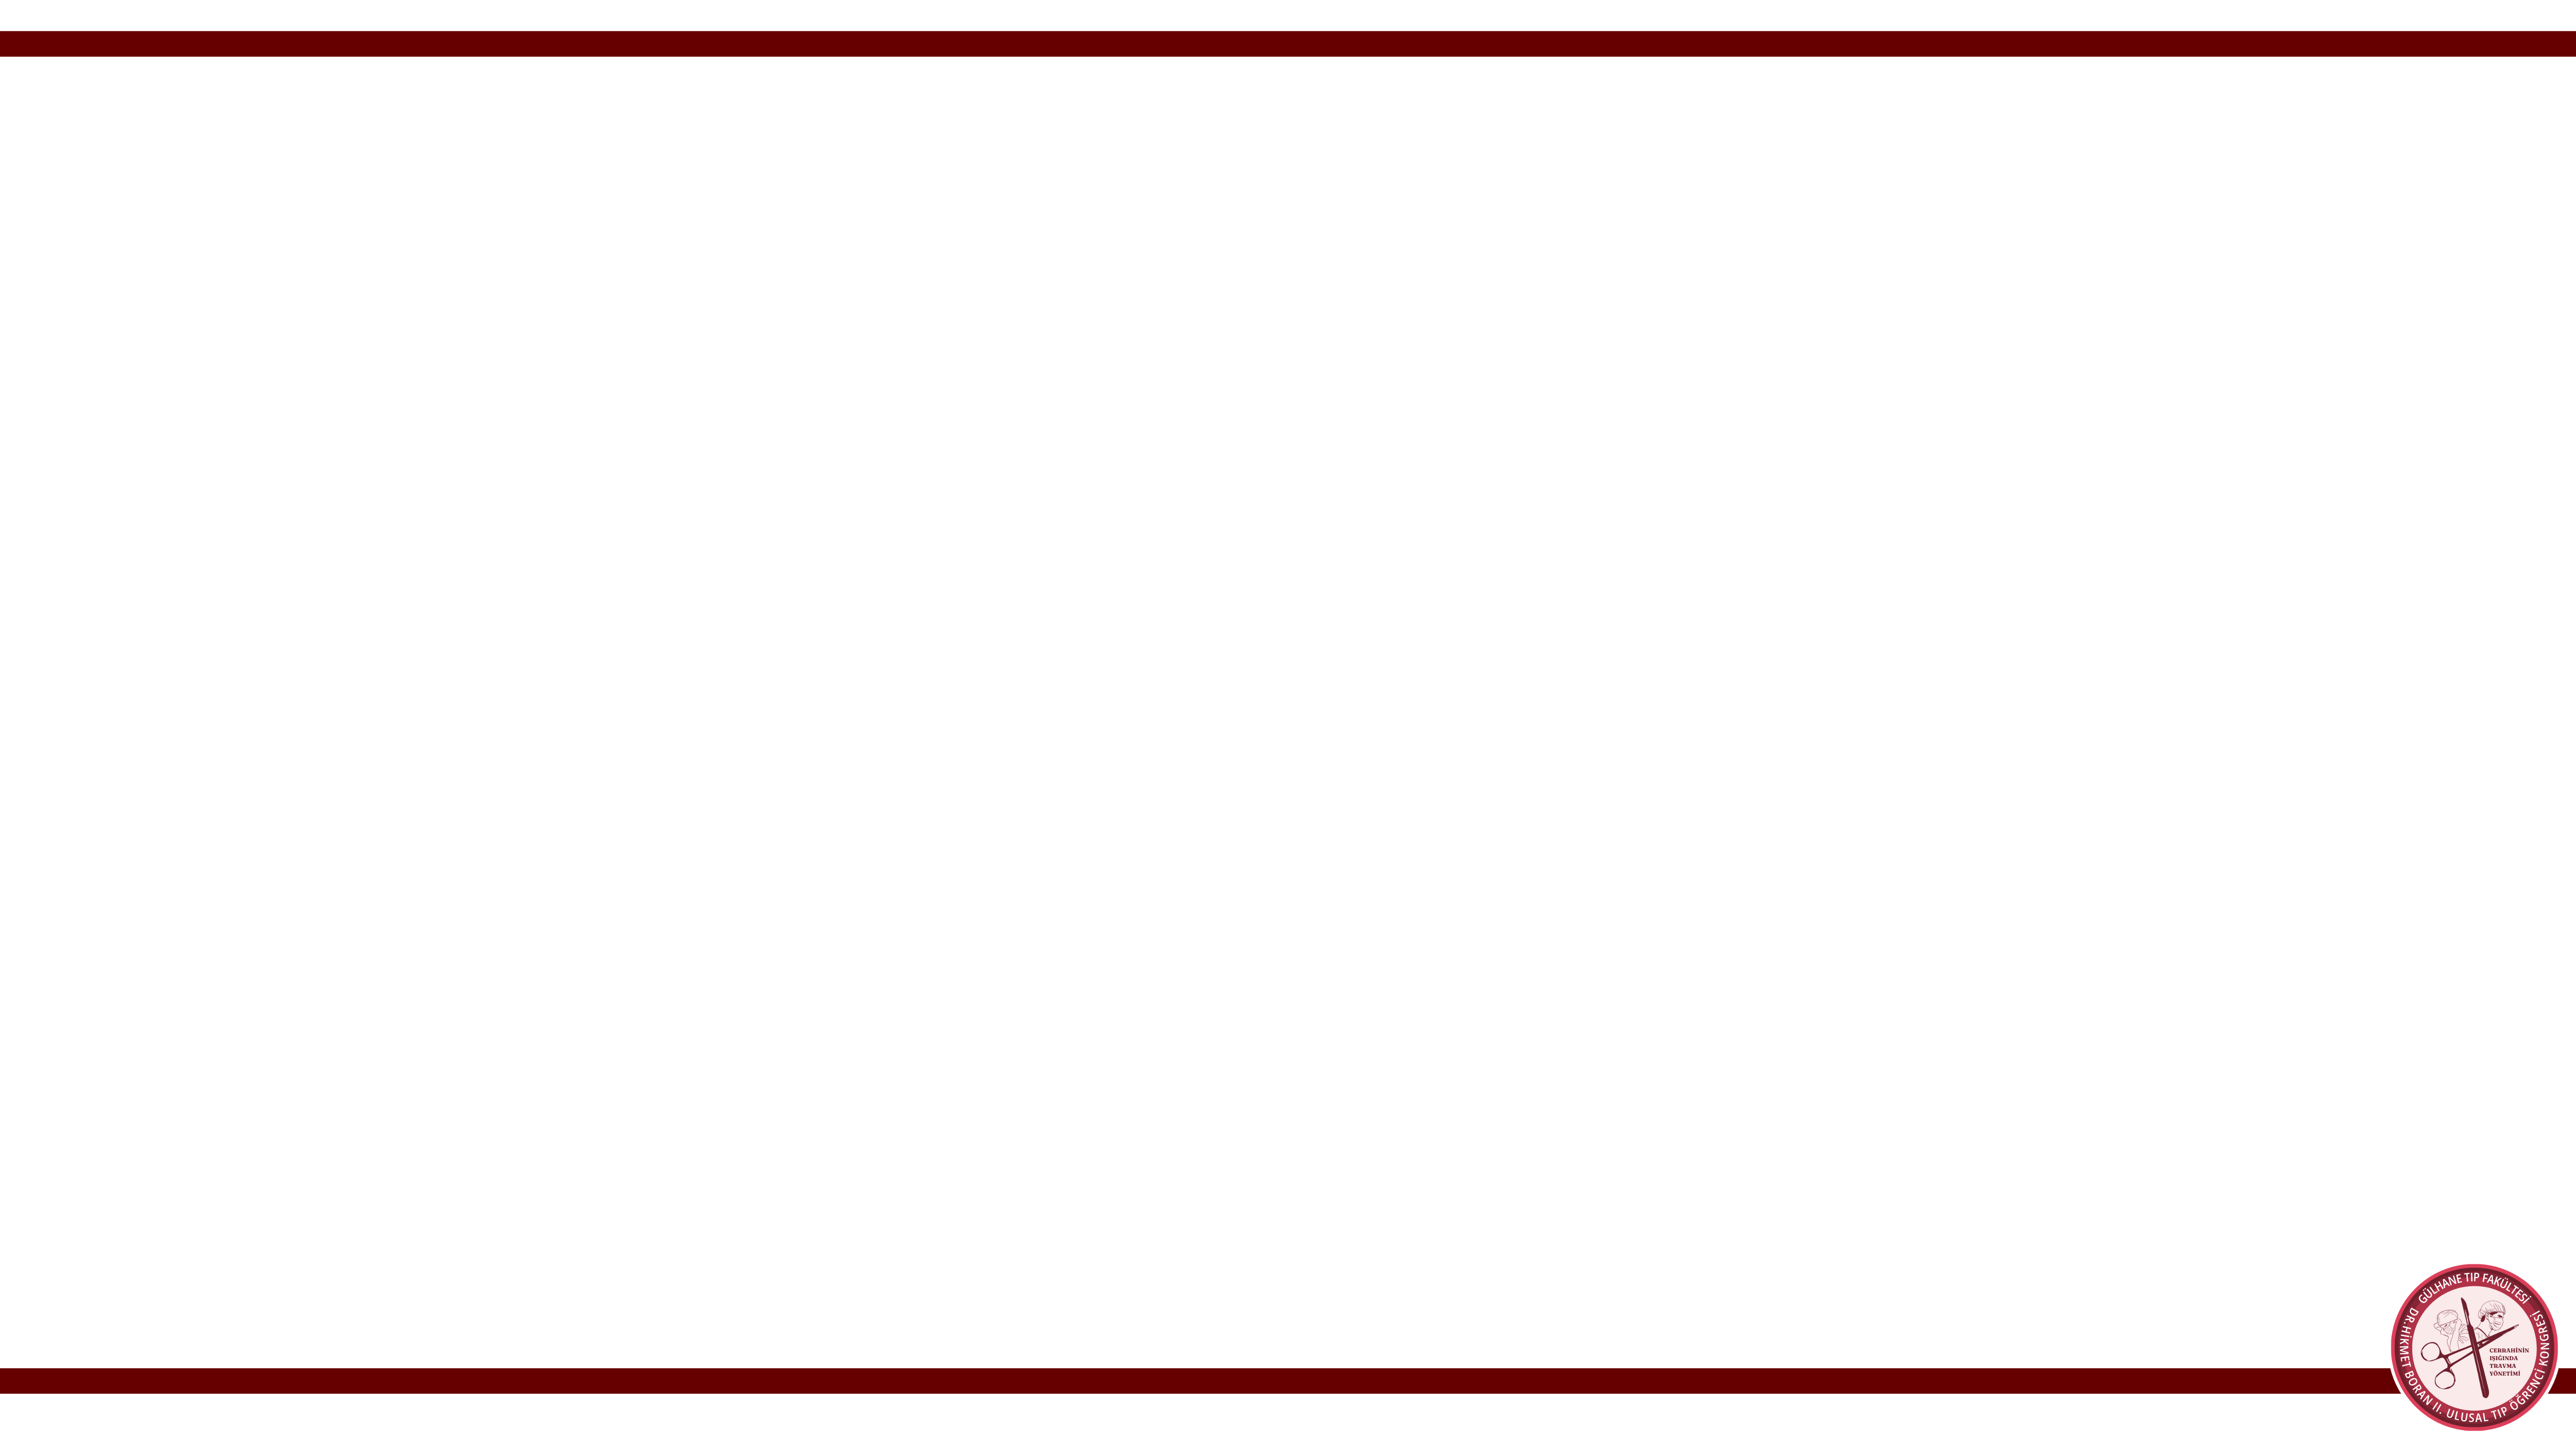 GÜLHANE TIP FAKÜLTESİ
DR.HİKMET BORAN II. ULUSAL TIP ÖĞRENCİ KONGRESİ
CERRAHİNİN
IŞIĞINDA
TRAVMA
YÖNETİMİ